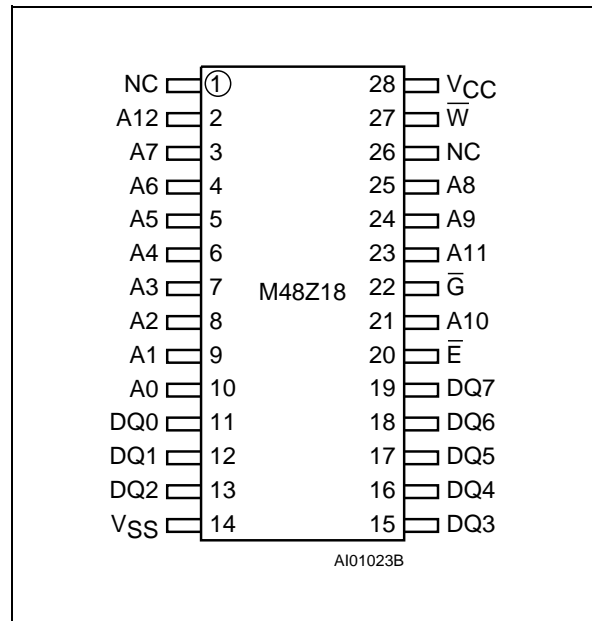 NC 1 28 VCC
A12 2 27 W̅
A7 3 26 NC
A6 4 25 A8
A5 5 24 A9
A4 6 23 A11
A3 7 M48Z18 22 G̅
A2 8 21 A10
A1 9 20 E̅
A0 10 19 DQ7
DQ0 11 18 DQ6
DQ1 12 17 DQ5
DQ2 13 16 DQ4
VSS 14 15 DQ3
AI01023B